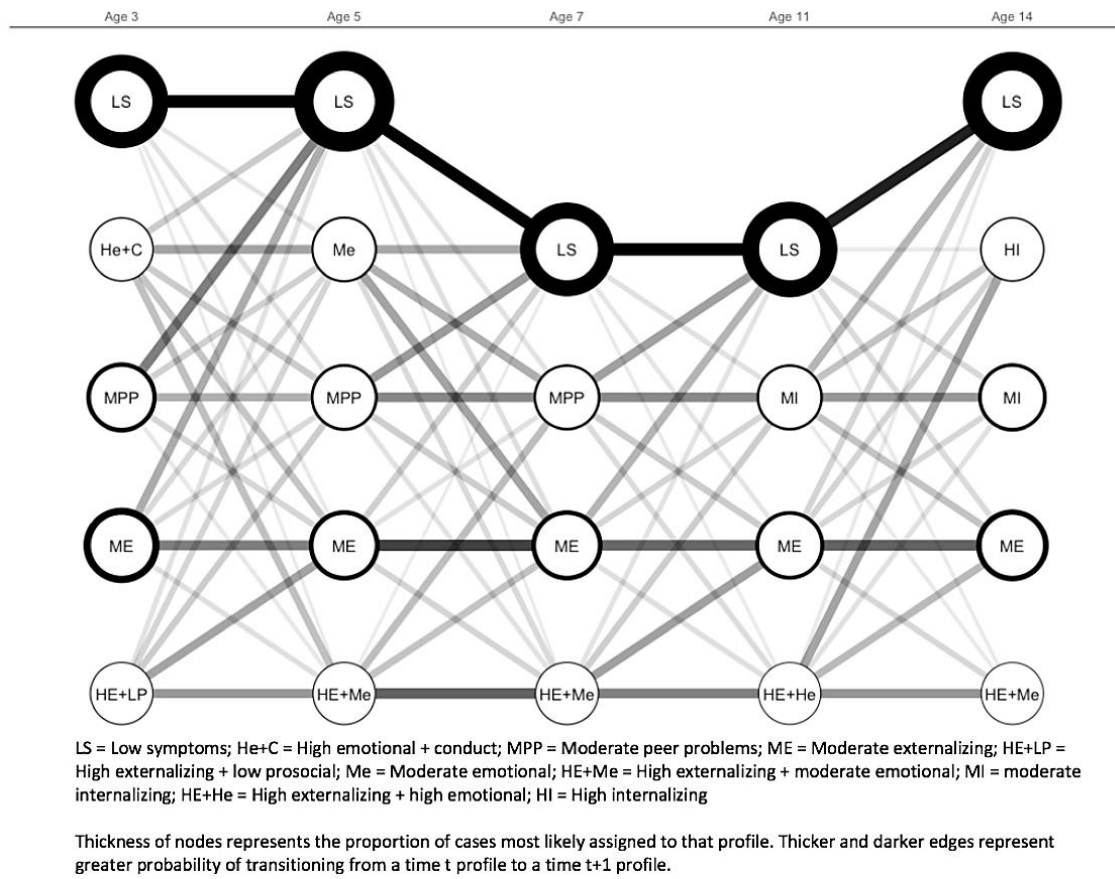 Age 3 Age 5 Age 7 Age 11 Age 14
LS LS LS
He+C Me LS LS HI
MPP MPP MPP MI MI
ME ME ME ME ME
HE+LP HE+Me HE+Me HE+He HE+Me
LS = Low symptoms; He+C = High emotional + conduct; MPP = Moderate peer problems; ME = Moderate externalizing; HE+LP =
High externalizing + low prosocial; Me = Moderate emotional; HE+Me = High externalizing + moderate emotional; MI = moderate
internalizing; HE+He = High externalizing + high emotional; HI = High internalizing
Thickness of nodes represents the proportion of cases most likely assigned to that profile. Thicker and darker edges represent
greater probability of transitioning from a time t profile to a time t+1 profile.